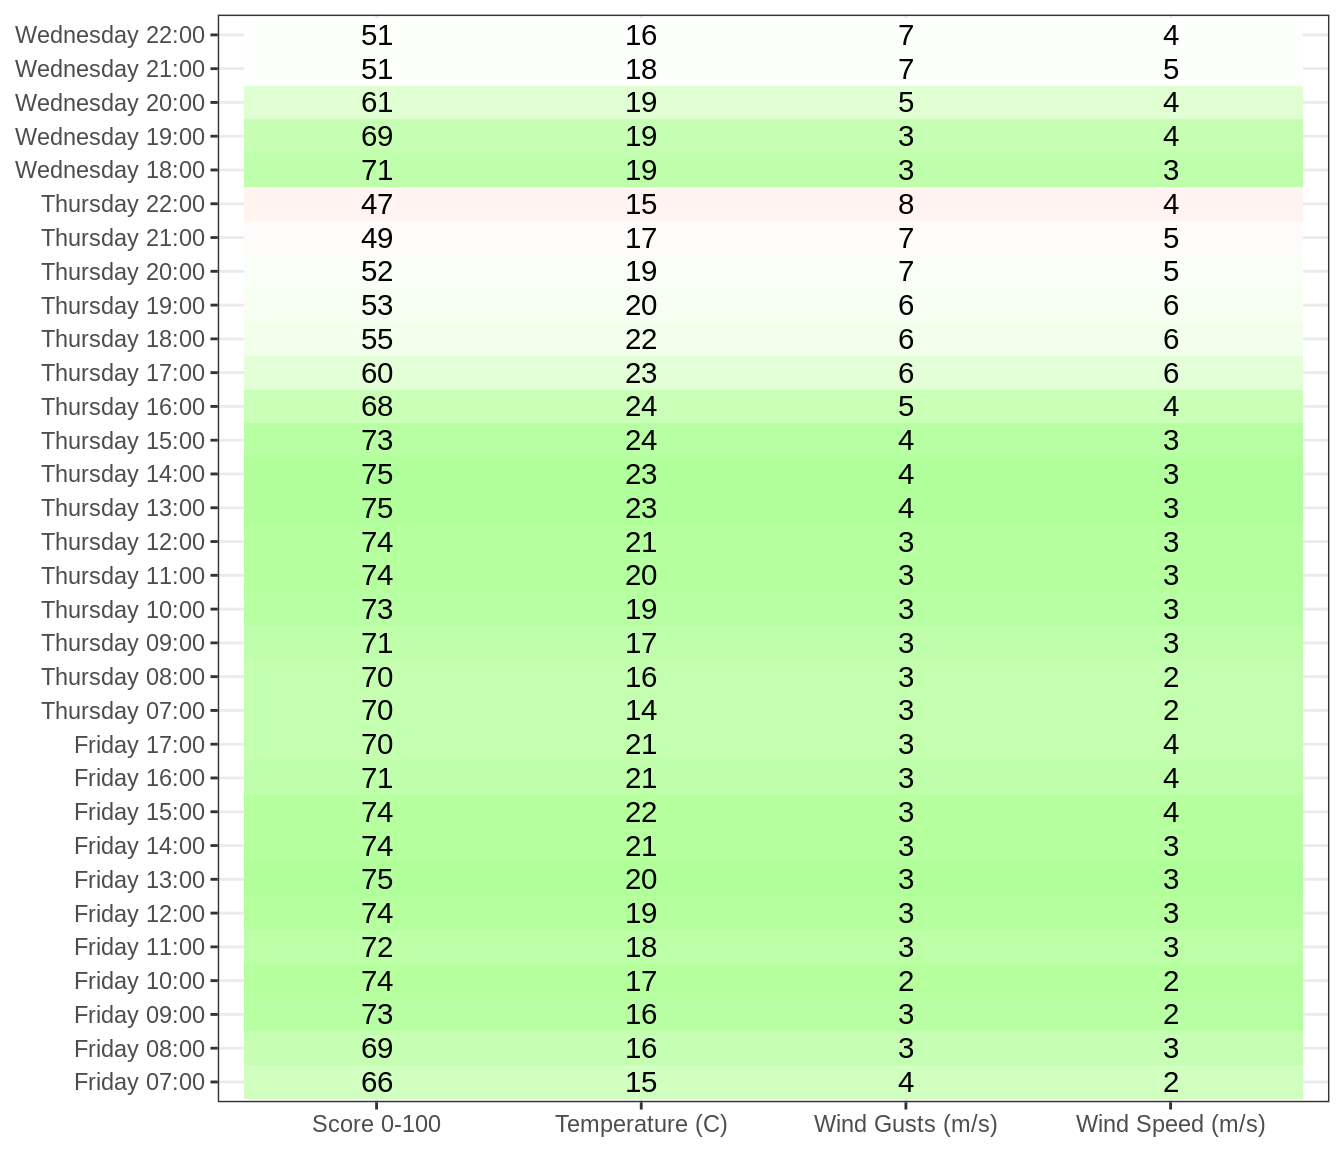 Wednesday 22:00 51 16 7 4
Wednesday 21:00 51 18 7 5
Wednesday 20:00 61 19 5 4
Wednesday 19:00 69 19 3 4
Wednesday 18:00 71 19 3 3
Thursday 22:00 47 15 8 4
Thursday 21:00 49 17 7 5
Thursday 20:00 52 19 7 5
Thursday 19:00 53 20 6 6
Thursday 18:00 55 22 6 6
Thursday 17:00 60 23 6 6
Thursday 16:00 68 24 5 4
Thursday 15:00 73 24 4 3
Thursday 14:00 75 23 4 3
Thursday 13:00 75 23 4 3
Thursday 12:00 74 21 3 3
Thursday 11:00 74 20 3 3
Thursday 10:00 73 19 3 3
Thursday 09:00 71 17 3 3
Thursday 08:00 70 16 3 2
Thursday 07:00 70 14 3 2
Friday 17:00 70 21 3 4
Friday 16:00 71 21 3 4
Friday 15:00 74 22 3 4
Friday 14:00 74 21 3 3
Friday 13:00 75 20 3 3
Friday 12:00 74 19 3 3
Friday 11:00 72 18 3 3
Friday 10:00 74 17 2 2
Friday 09:00 73 16 3 2
Friday 08:00 69 16 3 3
Friday 07:00 66 15 4 2
Score 0-100 Temperature (C) Wind Gusts (m/s) Wind Speed (m/s)